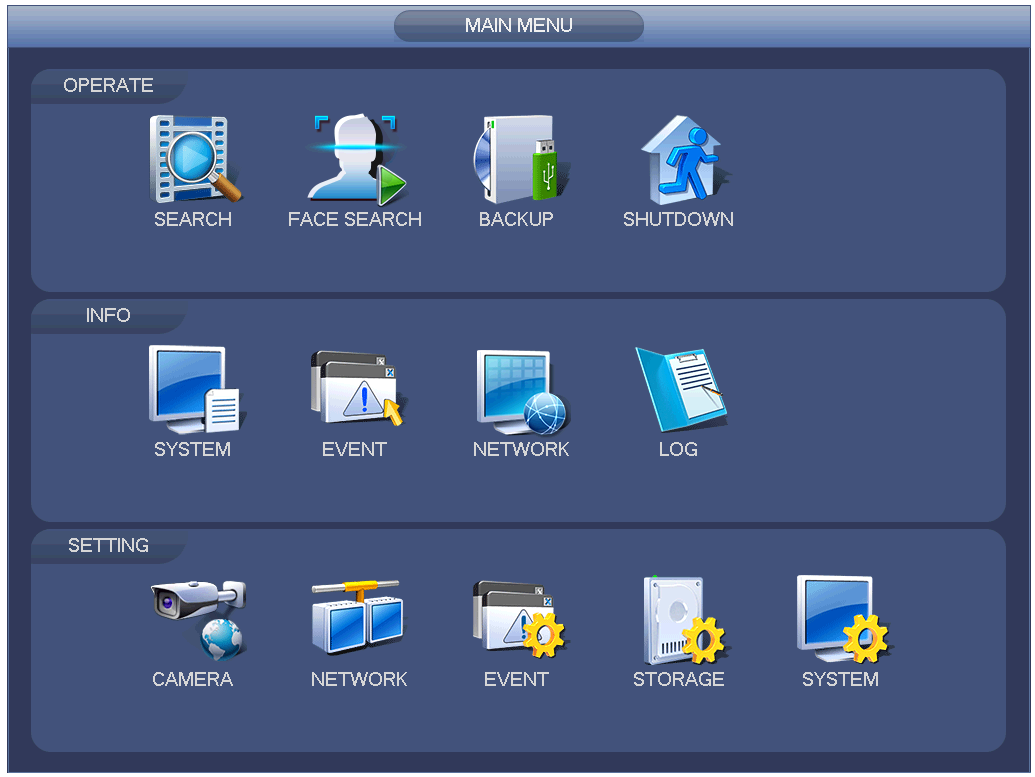 MAIN MENU
OPERATE
SEARCH FACE SEARCH BACKUP SHUTDOWN
INFO
SYSTEM EVENT NETWORK LOG
SETTING
CAMERA NETWORK EVENT STORAGE SYSTEM